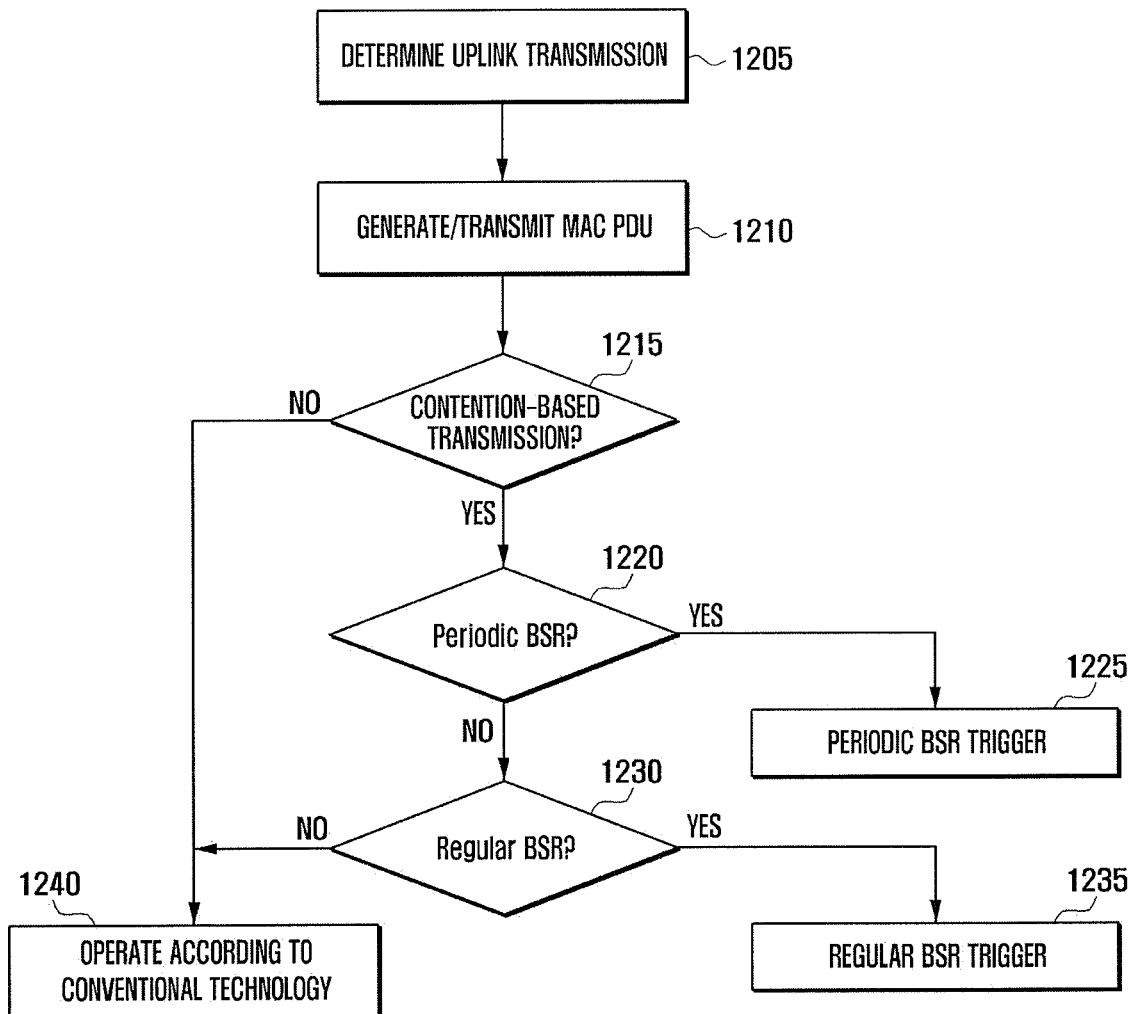 DETERMINE UPLINK TRANSMISSION
1205
GENERATE/TRANSMIT MAC PDU
1210
1215
NO
CONTENTION-BASED
TRANSMISSION?
YES
1220
Periodic BSR?
YES
1225
PERIODIC BSR TRIGGER
NO
1230
NO
Regular BSR?
YES
1240
1235
OPERATE ACCORDING TO
CONVENTIONAL TECHNOLOGY
REGULAR BSR TRIGGER